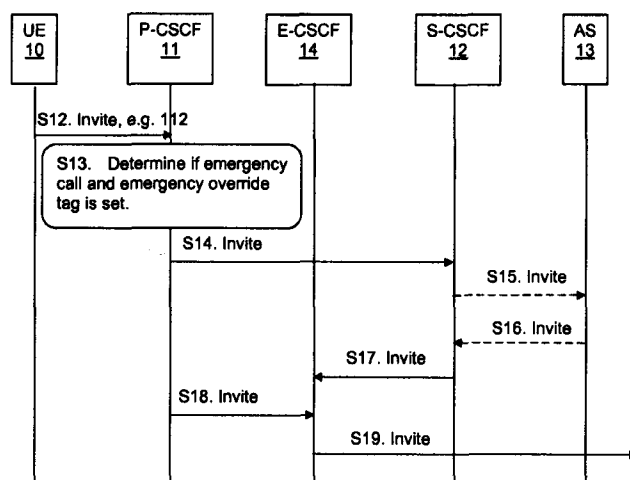 UE
10
P-CSCF
11
E-CSCF
14
S-CSCF
12
AS
13
S12. Invite, e.g. 112
S13. Determine if emergency
call and emergency override
tag is set.
S14. Invite
S15. Invite
S16. Invite
S17. Invite
S18. Invite
S19. Invite